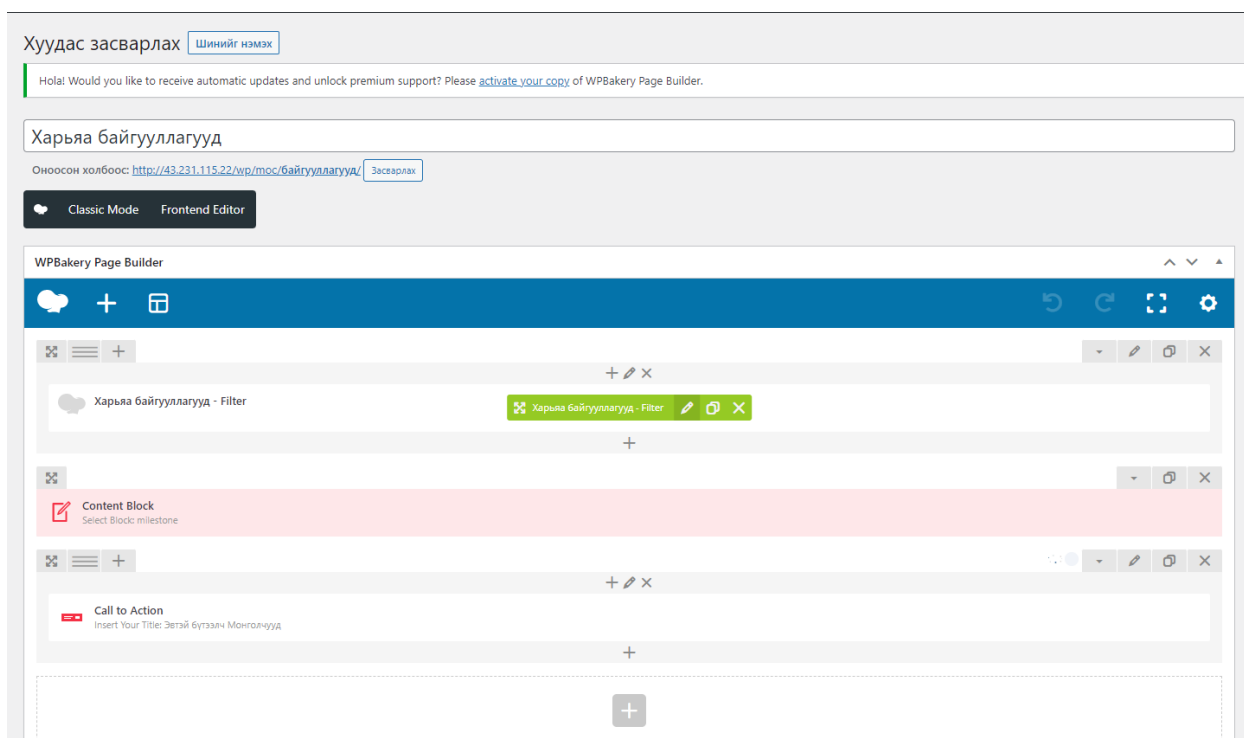 Хуудас засварлах Шинийг нэмэх
Hola! Would you like to receive automatic updates and unlock premium support? Please activate your copy of WPBakery Page Builder.
Харьяа байгууллагууд
Оноосон холбоос: http://43.231.115.22/wp/moc/байгууллагууд/ Засварлах
Classic Mode Frontend Editor
WPBakery Page Builder
Харьяа байгууллагууд - Filter Харьяа байгууллагууд - Filter
Content Block
Select Block: milestone
Call to Action
Insert Your Title: Эвтэй бүтээлч Монголчууд